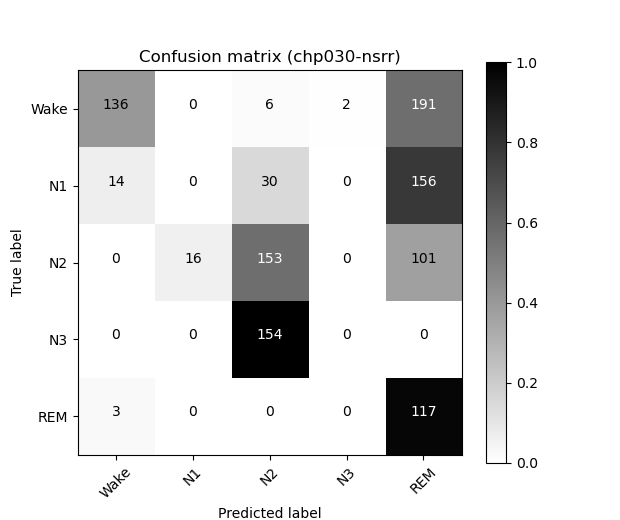 Confusion matrix (chp030-nsrr)
Wake 136 0 6 2 191
N1 14 0 30 0 156
N2 0 16 153 0 101
N3 0 0 154 0 0
REM 3 0 0 0 117
Wake N1 N2 N3 REM
Predicted label
True label
1.0
0.8
0.6
0.4
0.2
0.0